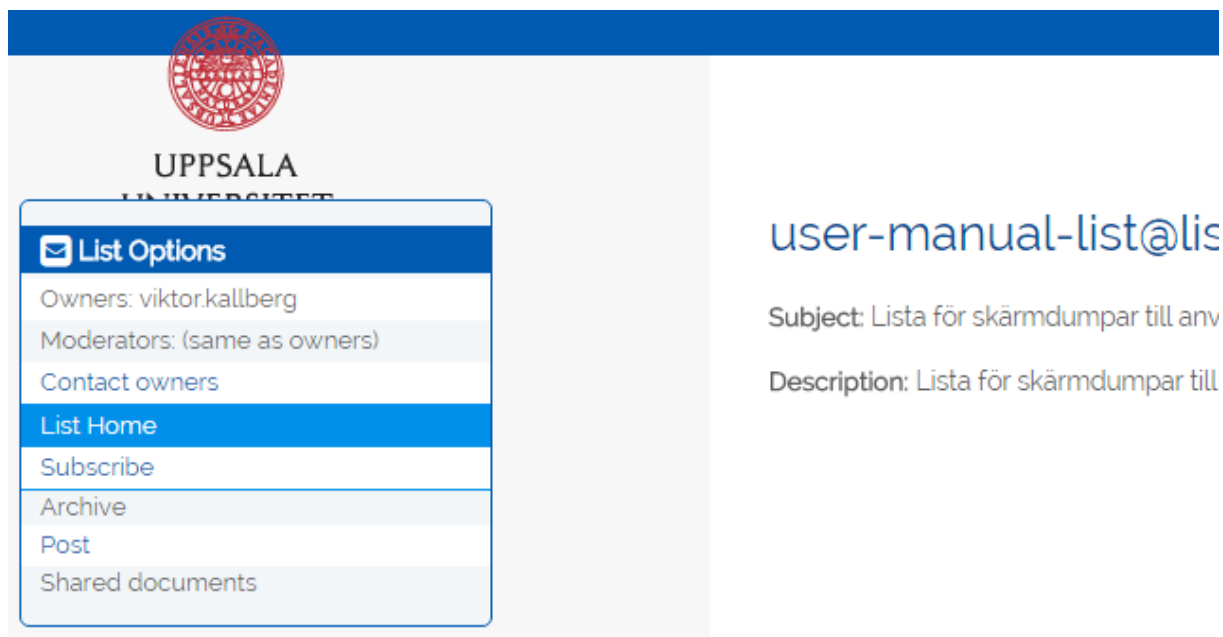 UPPSALA
UNIVERSITET
List Options
Owners: viktor.kallberg
Moderators: (same as owners)
Contact owners
List Home
Subscribe
Archive
Post
Shared documents
user-manual-list@lis
Subject: Lista för skärmdumpar till anv
Description: Lista för skärmdumpar till